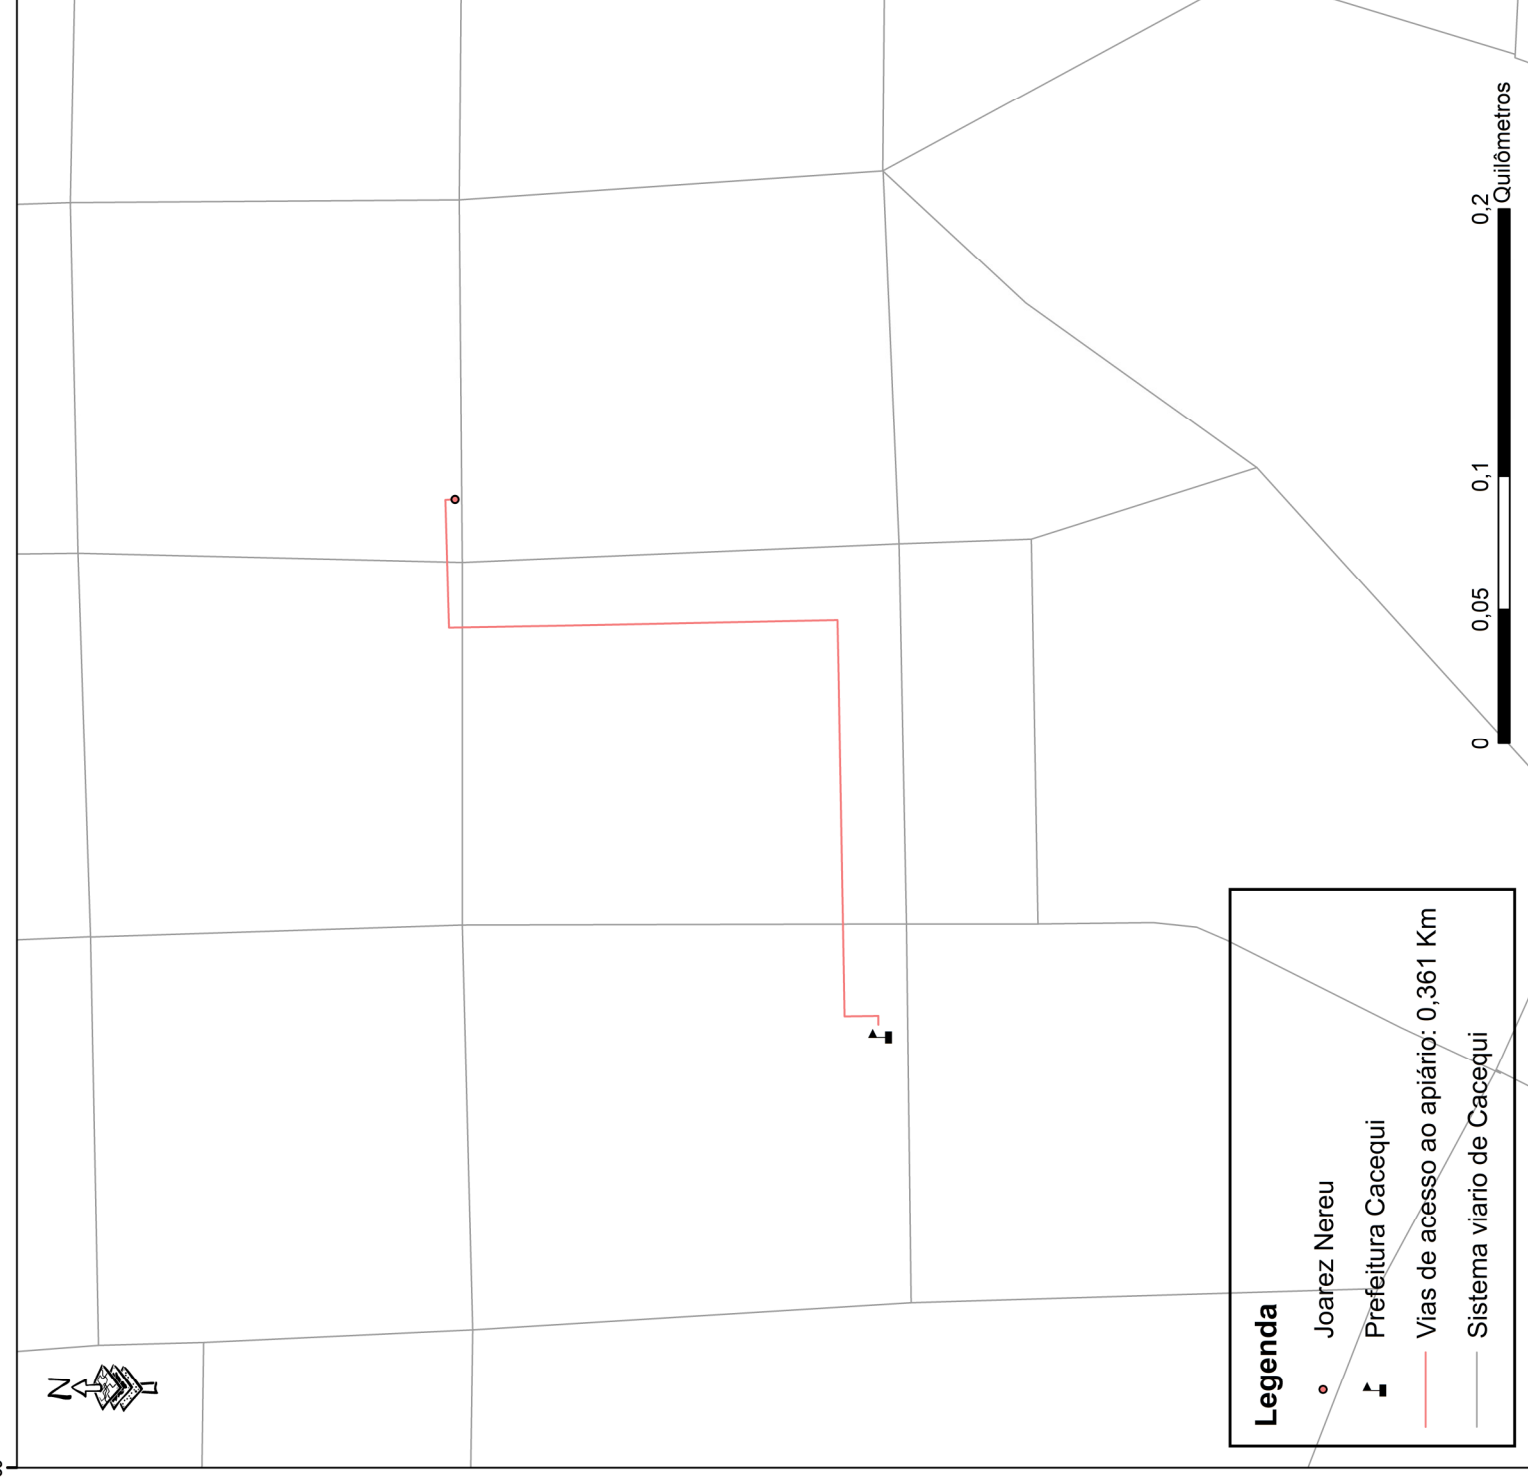 N
Legenda
Joarez Nereu
Prefeitura Cacequi
Vias de acesso ao apiário: 0,361 Km
Sistema viario de Cacequi
0 0,05 0,1 0,2
Quilômetros